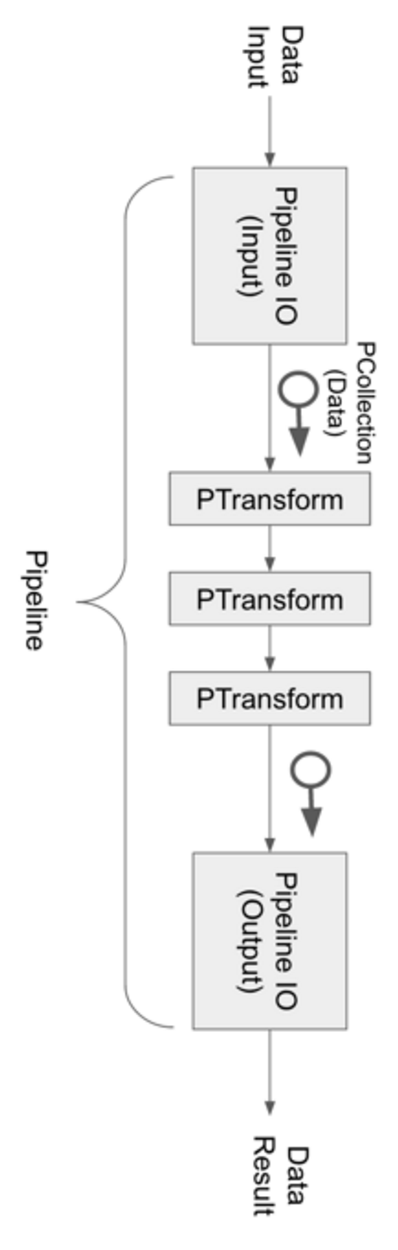 Data
Input
Pipeline IO
(Input)
PCollection
(Data)
PTransform
PTransform
PTransform
Pipeline IO
(Output)
Data
Result
Pipeline